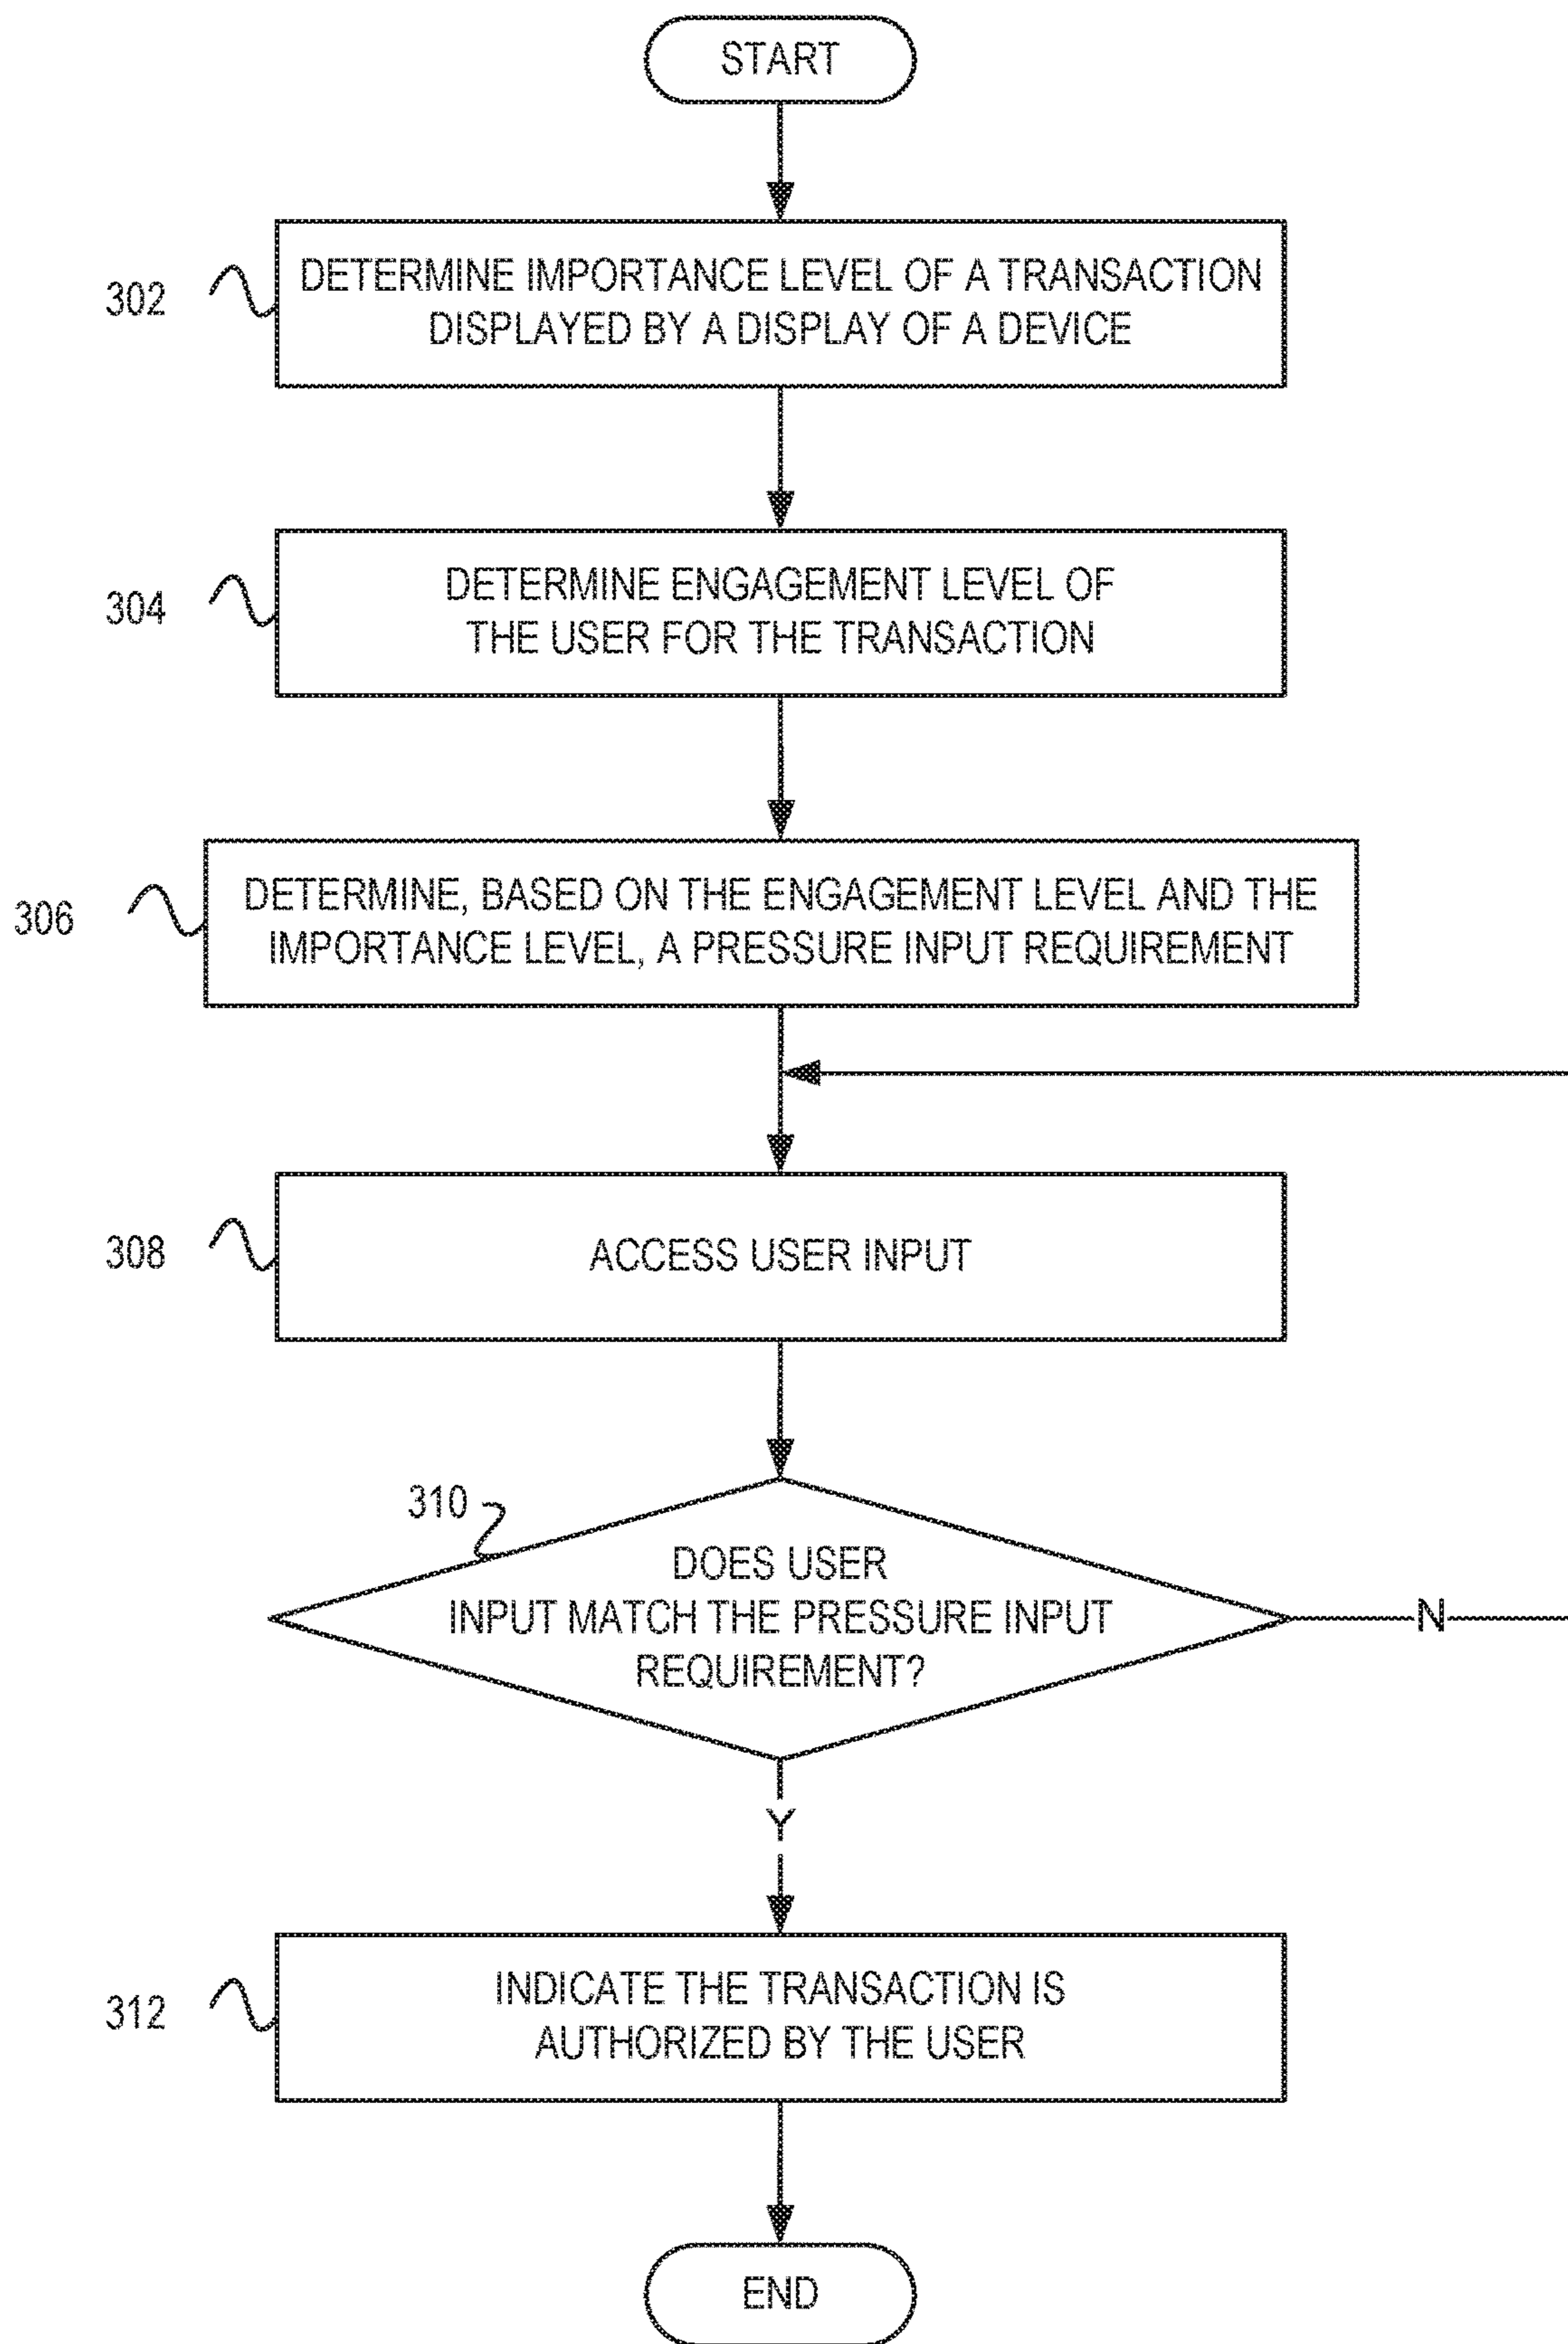 START
302
DETERMINE IMPORTANCE LEVEL OF A TRANSACTION
DISPLAYED BY A DISPLAY OF A DEVICE
304
DETERMINE ENGAGEMENT LEVEL OF
THE USER FOR THE TRANSACTION
306
DETERMINE, BASED ON THE ENGAGEMENT LEVEL AND THE
IMPORTANCE LEVEL, A PRESSURE INPUT REQUIREMENT
308
ACCESS USER INPUT
310
DOES USER
INPUT MATCH THE PRESSURE INPUT
REQUIREMENT?
N
Y
312
INDICATE THE TRANSACTION IS
AUTHORIZED BY THE USER
END